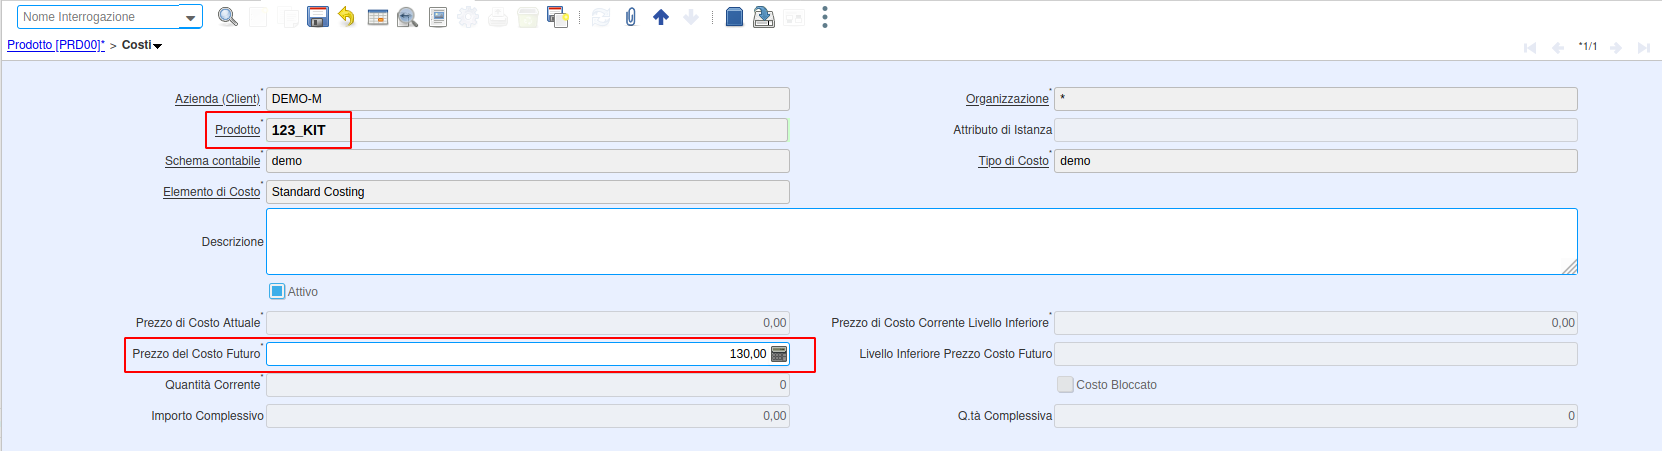 Nome Interrogazione
Prodotto [PRD00]* > Costi
*1/1
Azienda (Client)* DEMO-M Organizzazione* *
Prodotto* 123_KIT Attributo di Istanza
Schema contabile* demo Tipo di Costo* demo
Elemento di Costo* Standard Costing
Descrizione
Attivo
Prezzo di Costo Attuale* 0,00 Prezzo di Costo Corrente Livello Inferiore* 0,00
Prezzo del Costo Futuro* 130,00 Livello Inferiore Prezzo Costo Futuro
Quantità Corrente* 0 Costo Bloccato
Importo Complessivo 0,00 Q.tà Complessiva 0